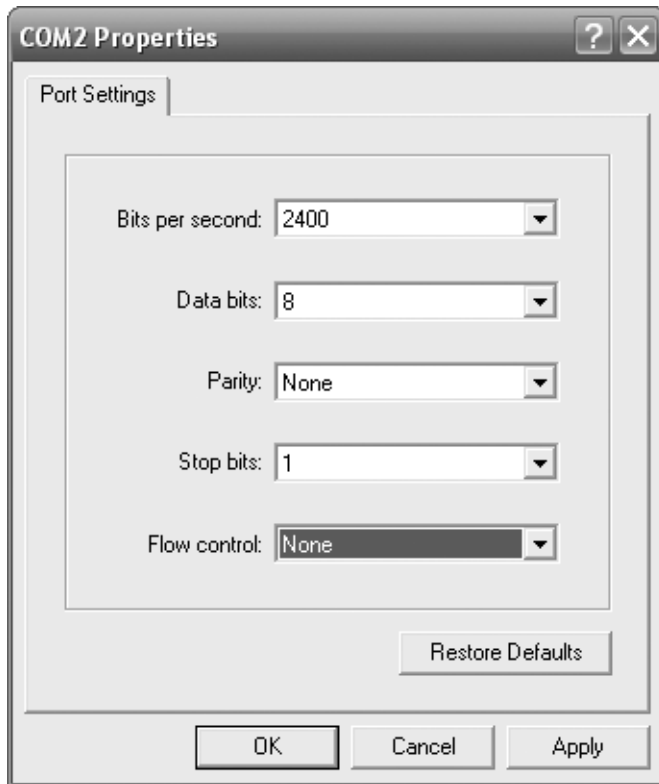 COM2 Properties
Port Settings
Bits per second: 2400
Data bits: 8
Parity: None
Stop bits: 1
Flow control: None
Restore Defaults
OK Cancel Apply